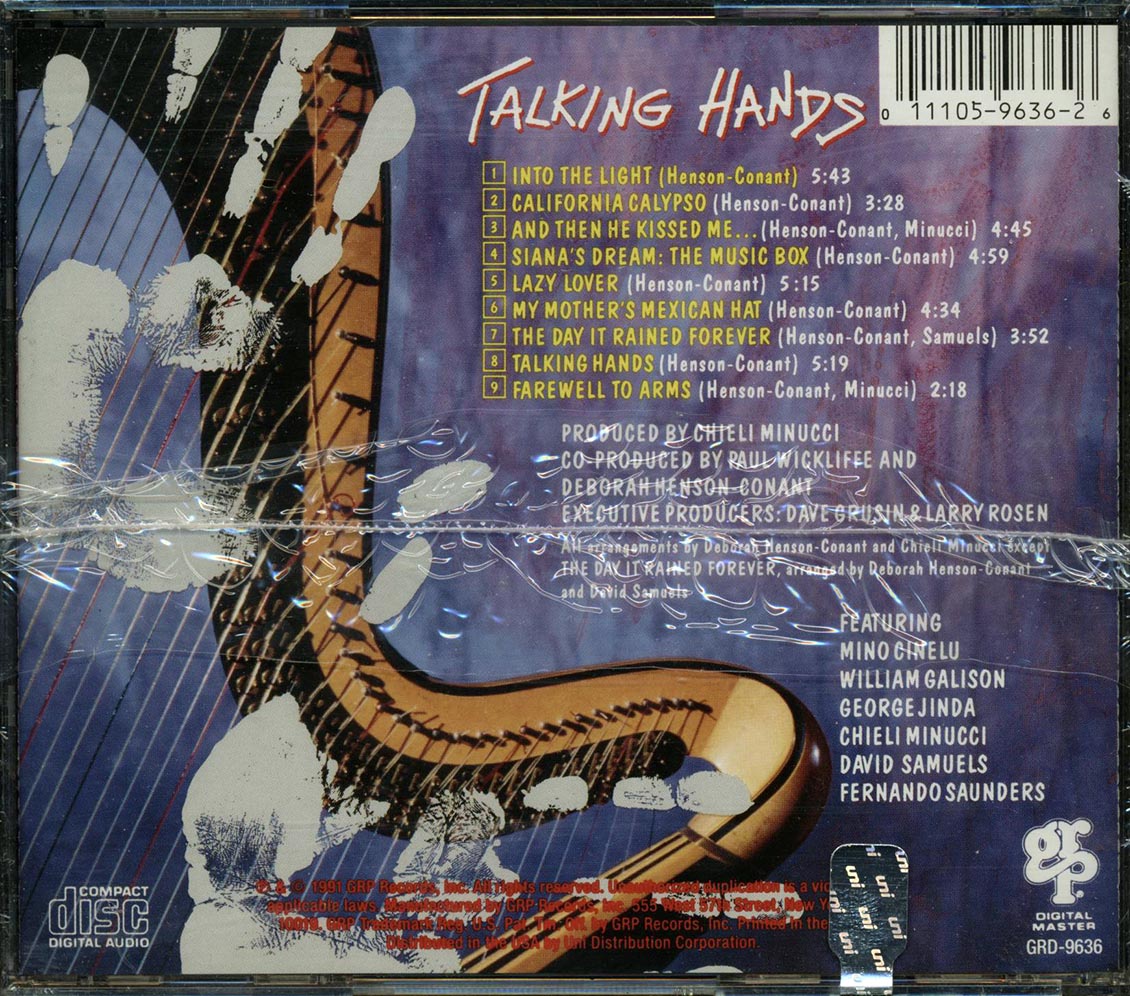 TALKING HANDS
0 11105-9636-2 6
1 INTO THE LIGHT (Henson-Conant) 5:43
2 CALIFORNIA CALYPSO (Henson-Conant) 3:28
3 AND THEN HE KISSED ME... (Henson-Conant, Minucci) 4:45
4 SIANA'S DREAM: THE MUSIC BOX (Henson-Conant) 4:59
5 LAZY LOVER (Henson-Conant) 5:15
6 MY MOTHER'S MEXICAN HAT (Henson-Conant) 4:34
7 THE DAY IT RAINED FOREVER (Henson-Conant, Samuels) 3:52
8 TALKING HANDS (Henson-Conant) 5:19
9 FAREWELL TO ARMS (Henson-Conant, Minucci) 2:18
PRODUCED BY CHIELI MINUCCI
CO-PRODUCED BY PAUL WICKLIFFE AND
DEBORAH HENSON-CONANT
EXECUTIVE PRODUCERS: DAVE GRUSIN & LARRY ROSEN
All arrangements by Deborah Henson-Conant and Chieli Minucci except
THE DAY IT RAINED FOREVER, arranged by Deborah Henson-Conant
and David Samuels
FEATURING
MINO CINELU
WILLIAM GALISON
GEORGE JINDA
CHIELI MINUCCI
DAVID SAMUELS
FERNANDO SAUNDERS
℗ & © 1991 GRP Records, Inc. All rights reserved. Unauthorized duplication is a
applicable laws. Manufactured by GRP Records, Inc. 555 West 57th Street, New
10019. GRP Trademark Reg. U.S. Pat. Tm. Off. by GRP Records, Inc. Printed in the
Distributed in the USA by Uni Distribution Corporation.
COMPACT
disc
DIGITAL AUDIO
uni uni uni
uni uni
uni
grp
DIGITAL
MASTER
GRD-9636